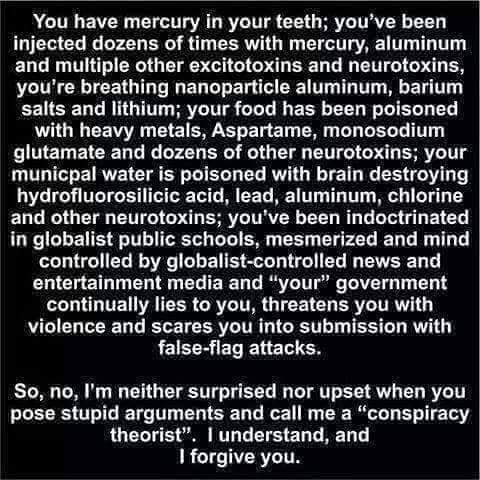 You have mercury in your teeth; you've been
injected dozens of times with mercury, aluminum
and multiple other excitotoxins and neurotoxins,
you're breathing nanoparticle aluminum, barium
salts and lithium; your food has been poisoned
with heavy metals, Aspartame, monosodium
glutamate and dozens of other neurotoxins; your
municpal water is poisoned with brain destroying
hydrofluorosilicic acid, lead, aluminum, chlorine
and other neurotoxins; you've been indoctrinated
in globalist public schools, mesmerized and mind
controlled by globalist-controlled news and
entertainment media and “your” government
continually lies to you, threatens you with
violence and scares you into submission with
false-flag attacks.
So, no, I'm neither surprised nor upset when you
pose stupid arguments and call me a “conspiracy
theorist”.  I understand, and
I forgive you.